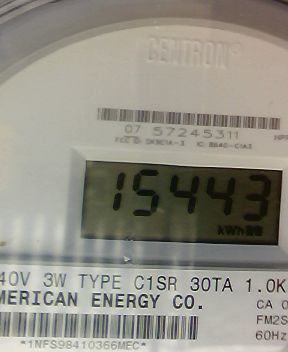 CENTRON®
07 57245311
15443
kWh
40V 3W TYPE C1SR 30TA 1.0K
MERICAN ENERGY CO.
CA 0
FM2S
60Hz
*1NFS98410366MEC*